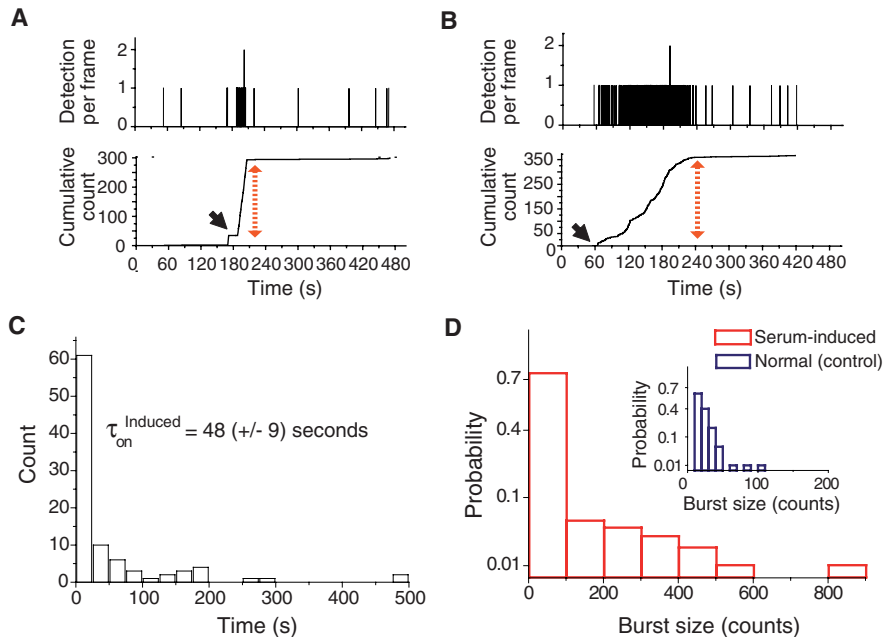 A
Detection
per frame
2
1
0
Cumulative
count
300
200
100
0
0 60 120 180 240 300 360 420 480
Time (s)
B
Detection
per frame
2
1
0
Cumulative
count
350
250
150
50
0 60 120 180 240 300 360 420 480
Time (s)
C
Count
60
50
40
30
20
10
0
τon Induced = 48 (+/- 9) seconds
0 100 200 300 400 500
Time (s)
D
Serum-induced
Normal (control)
Probability
0.7
0.4
0.1
0.01
0 200 400 600 800
Burst size (counts)
Probability
0.7
0.4
0.1
0.01
0 100 200
Burst size (counts)